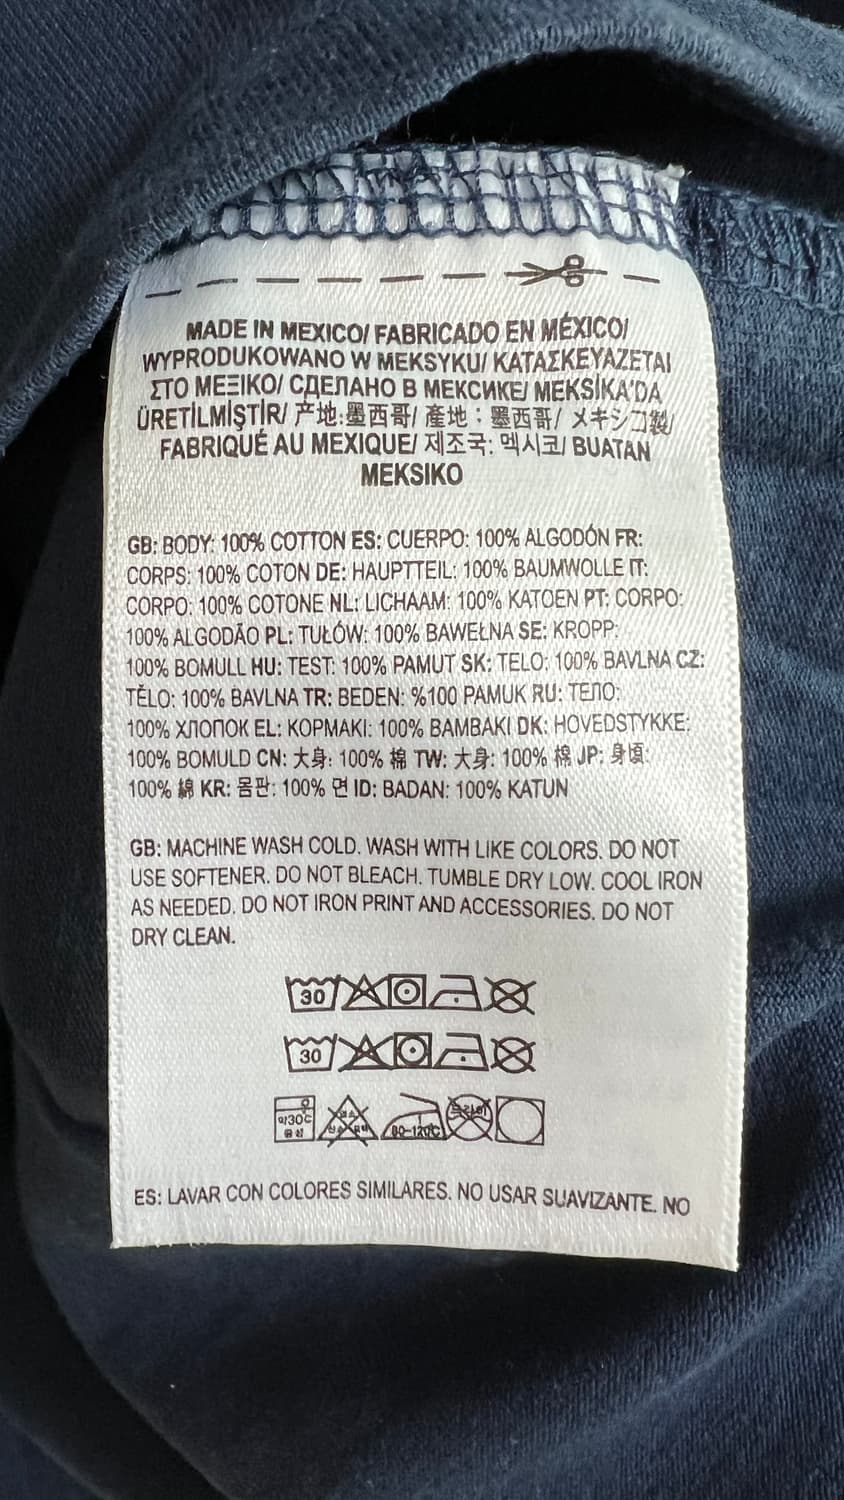 MADE IN MEXICO/ FABRICADO EN MÉXICO/
WYPRODUKOWANO W MEKSYKU/ ΚΑΤΑΣΚΕΥΑΖΕΤΑΙ
ΣΤΟ ΜΕΞΙΚΟ/ СДЕЛАНО В МЕКСИКЕ/ MEKSİKA'DA
ÜRETİLMİŞTİR/ 产地:墨西哥/ 產地:墨西哥/ メキシコ製/
FABRIQUÉ AU MEXIQUE/ 제조국: 멕시코/ BUATAN
MEKSIKO
GB: BODY: 100% COTTON ES: CUERPO: 100% ALGODÓN FR:
CORPS: 100% COTON DE: HAUPTTEIL: 100% BAUMWOLLE IT:
CORPO: 100% COTONE NL: LICHAAM: 100% KATOEN PT: CORPO:
100% ALGODÃO PL: TUŁÓW: 100% BAWEŁNA SE: KROPP:
100% BOMULL HU: TEST: 100% PAMUT SK: TELO: 100% BAVLNA CZ:
TĚLO: 100% BAVLNA TR: BEDEN: %100 PAMUK RU: ТЕЛО:
100% ХЛОПОК EL: ΚΟΡΜΑΚΙ: 100% ΒΑΜΒΑΚΙ DK: HOVEDSTYKKE:
100% BOMULD CN: 大身: 100% 棉 TW: 大身: 100% 棉 JP: 身頃:
100% 綿 KR: 몸판: 100% 면 ID: BADAN: 100% KATUN
GB: MACHINE WASH COLD. WASH WITH LIKE COLORS. DO NOT
USE SOFTENER. DO NOT BLEACH. TUMBLE DRY LOW. COOL IRON
AS NEEDED. DO NOT IRON PRINT AND ACCESSORIES. DO NOT
DRY CLEAN.
30
30
약30℃ 80-120℃ 드라이
중성
ES: LAVAR CON COLORES SIMILARES. NO USAR SUAVIZANTE. NO